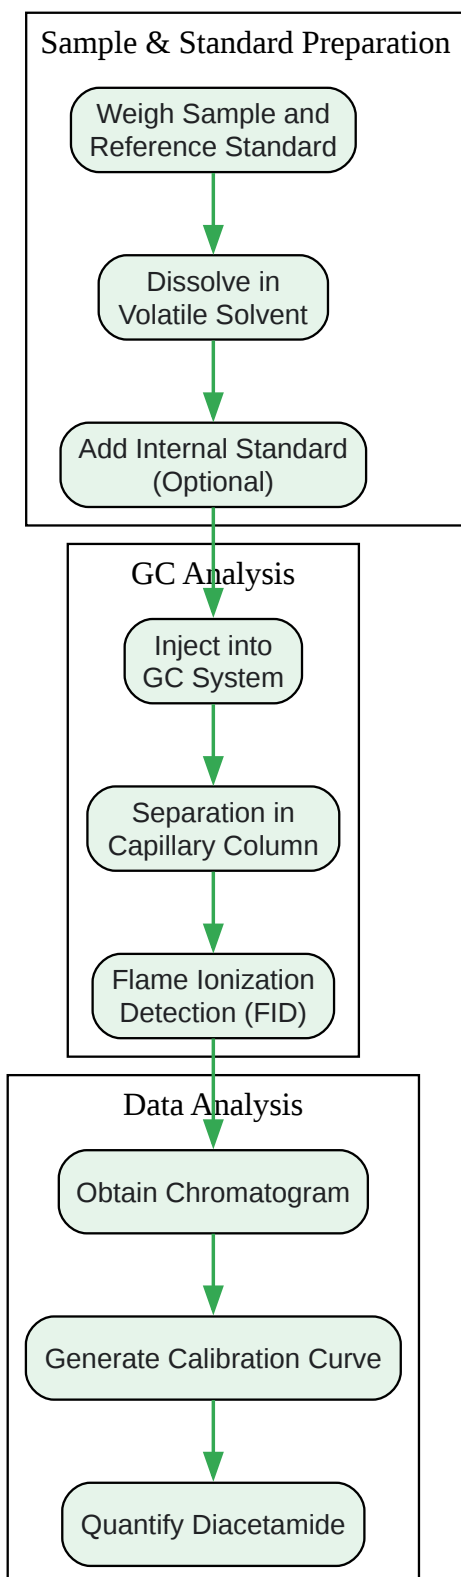 Sample & Standard Preparation
Weigh Sample and
Reference Standard
Dissolve in
Volatile Solvent
Add Internal Standard
(Optional)
GC Analysis
Inject into
GC System
Separation in
Capillary Column
Flame Ionization
Detection (FID)
Data Analysis
Obtain Chromatogram
Generate Calibration Curve
Quantify Diacetamide